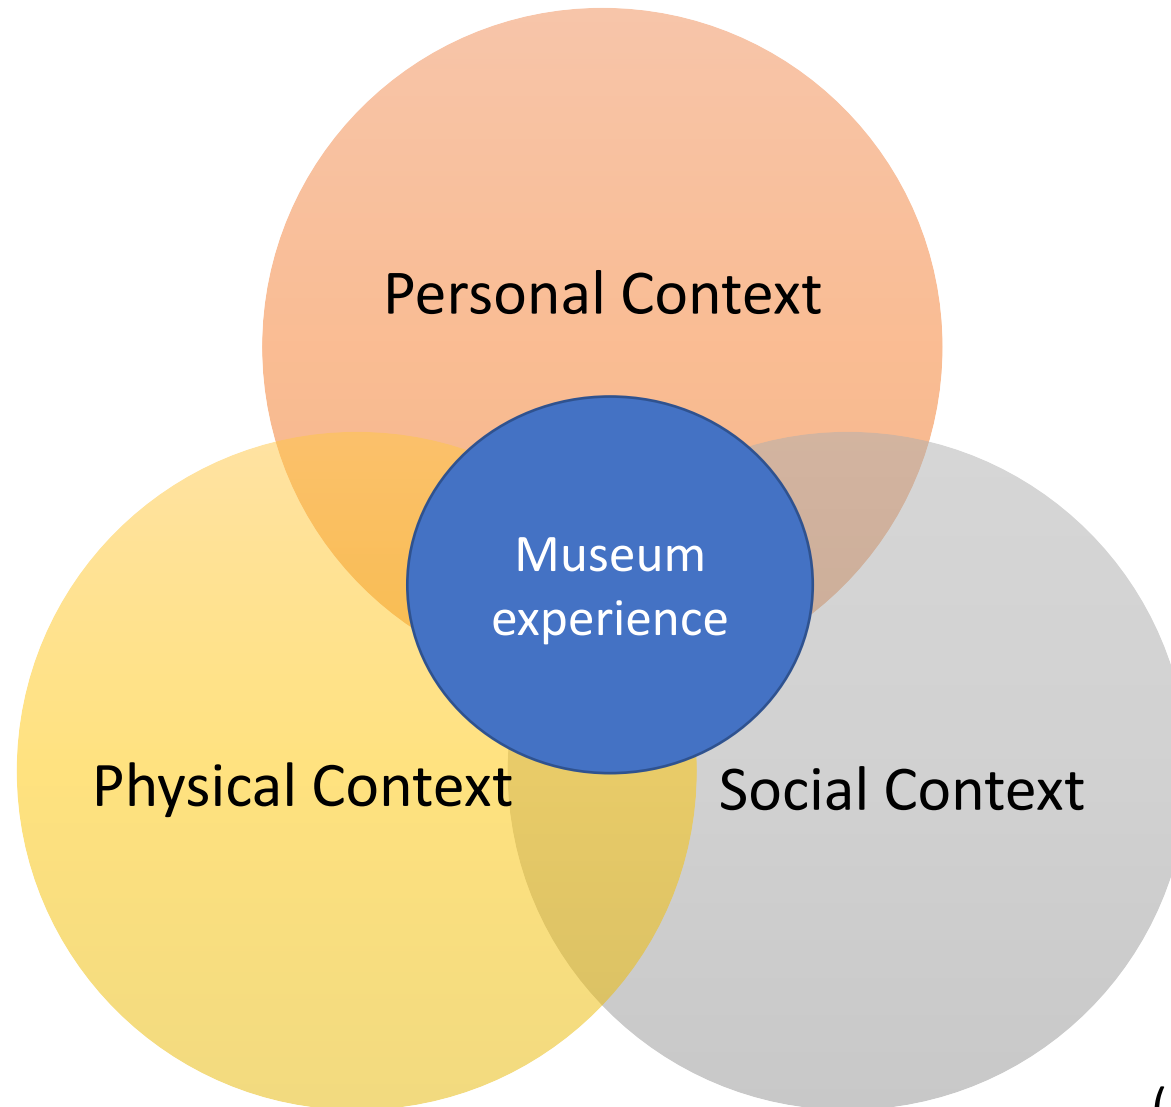 Personal Context
Museum
experience
Physical Context
Social Context
(